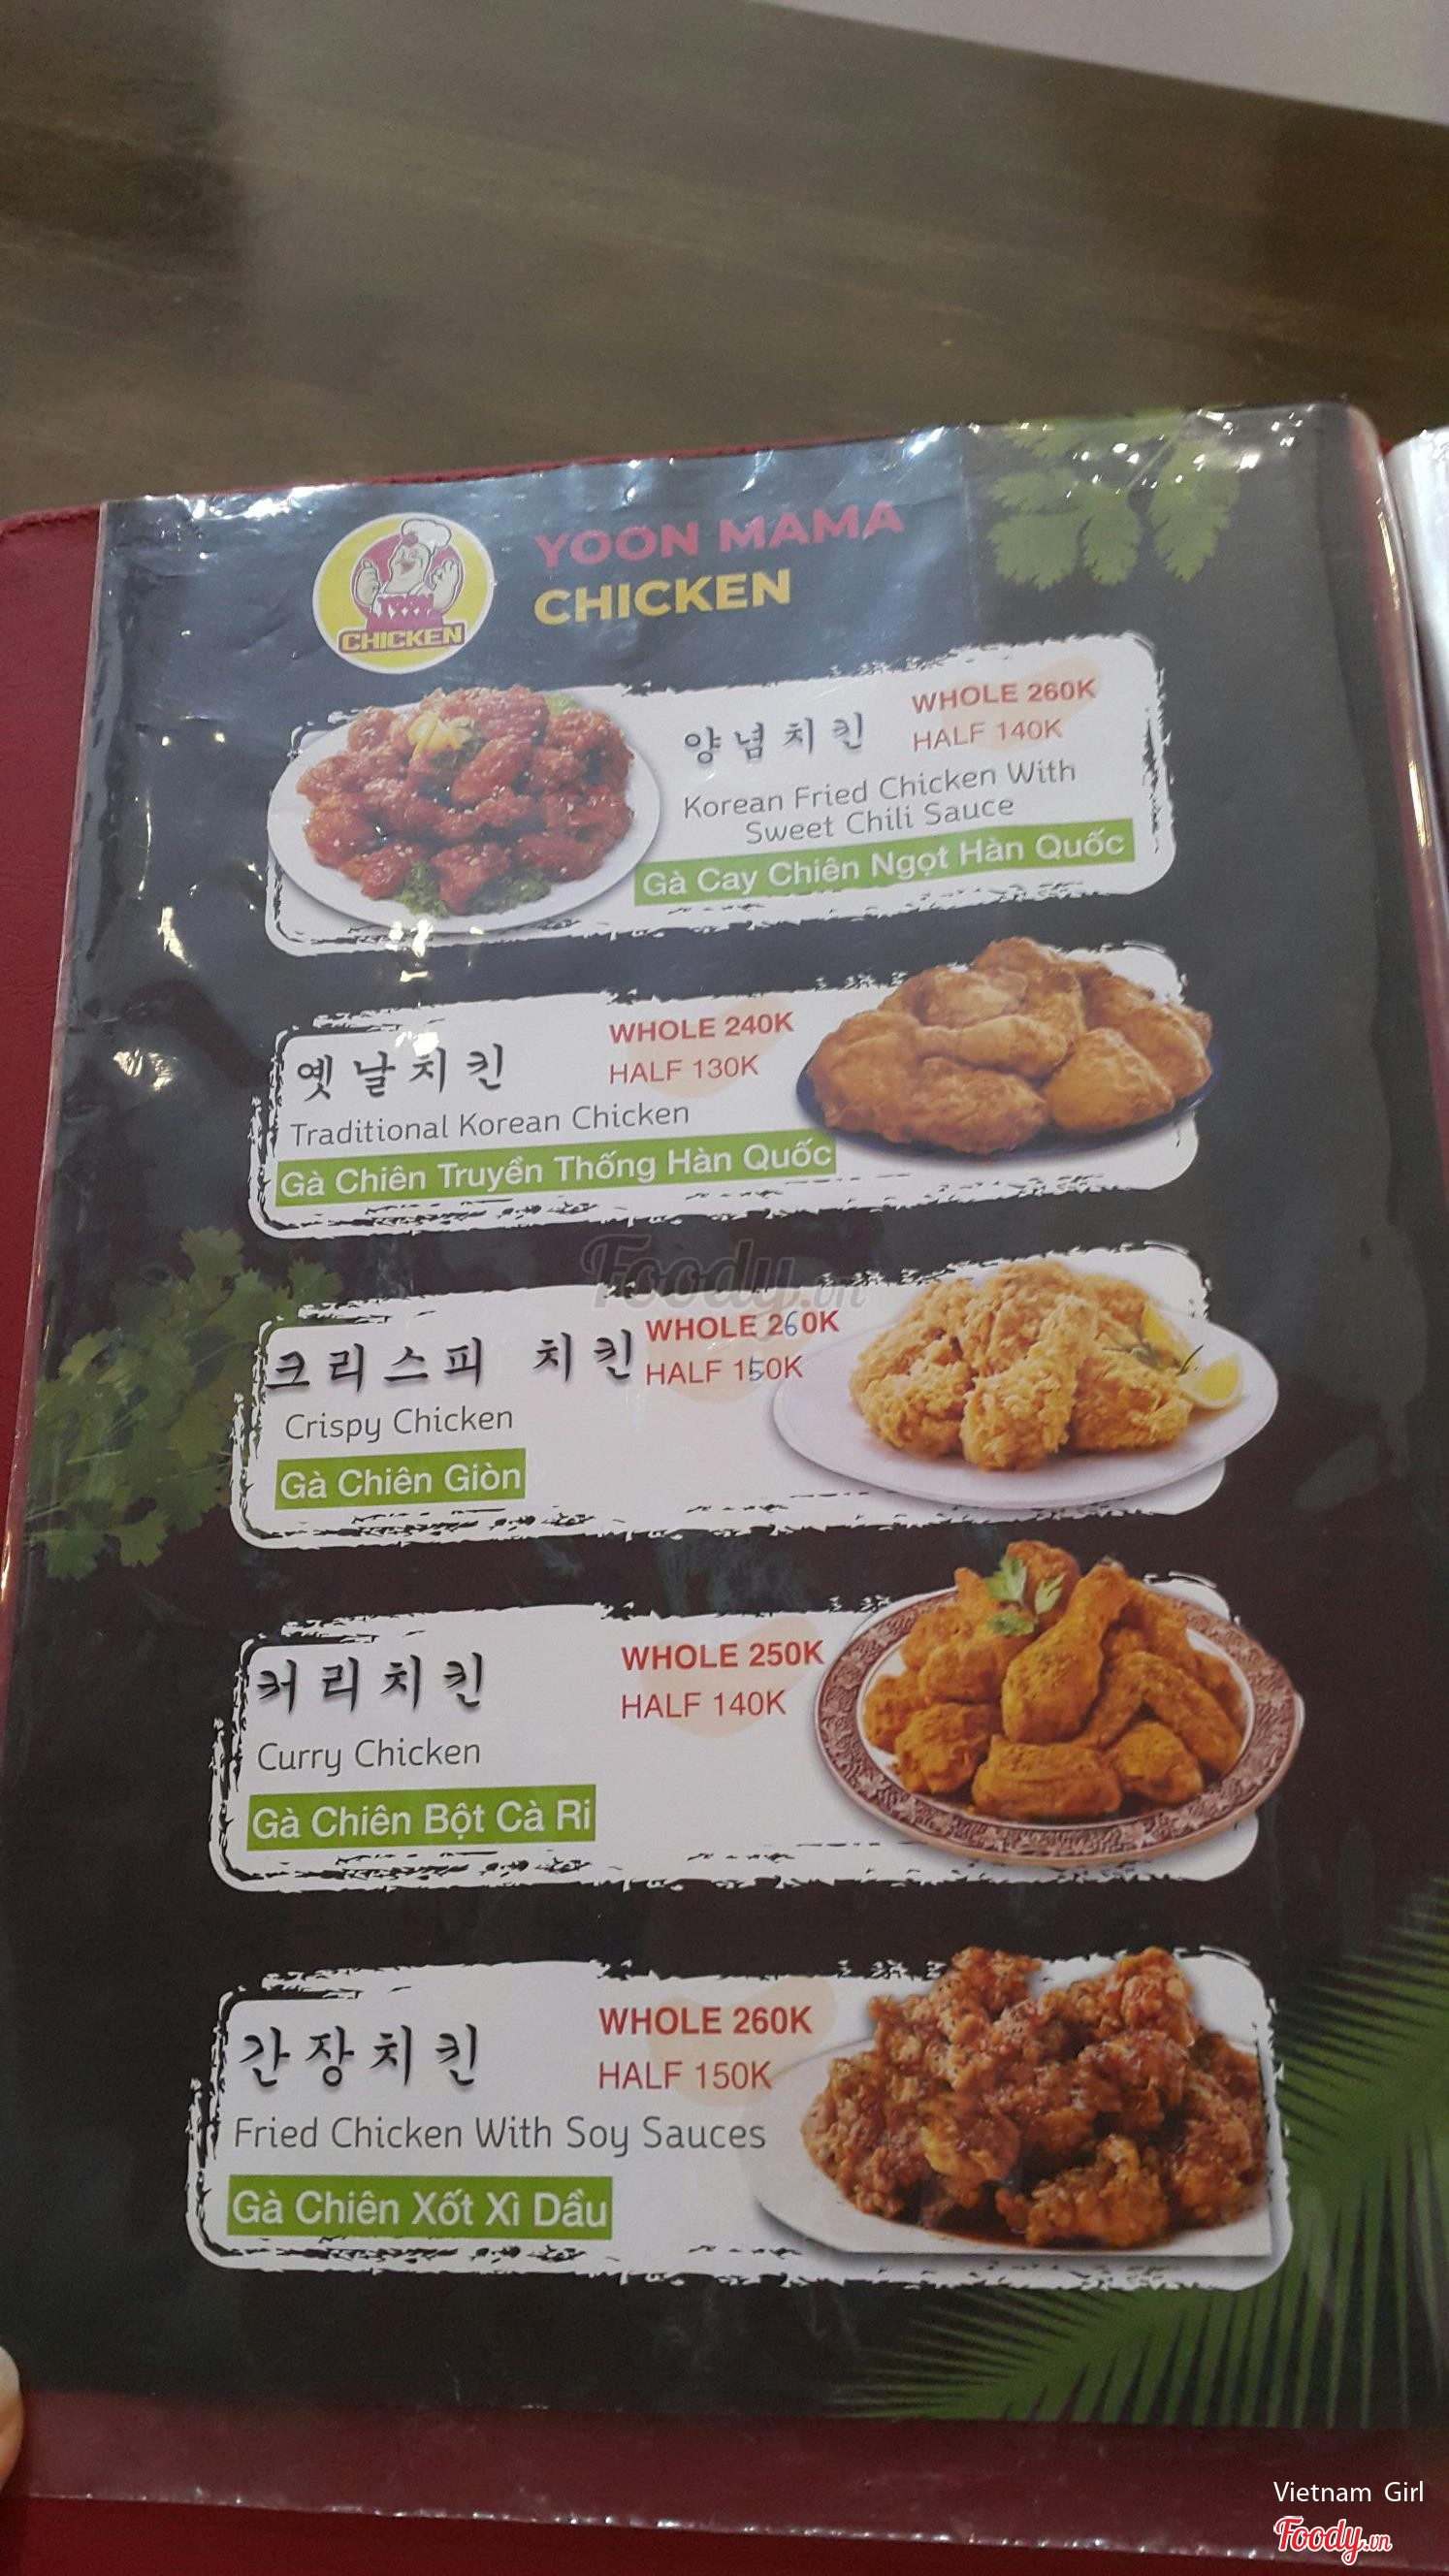 YOON MAMA
CHICKEN
YOON
CHICKEN
양념치킨
WHOLE 260K
HALF 140K
Korean Fried Chicken With
Sweet Chili Sauce
Gà Cay Chiên Ngọt Hàn Quốc
옛날치킨
WHOLE 240K
HALF 130K
Traditional Korean Chicken
Gà Chiên Truyền Thống Hàn Quốc
Foody.vn
크리스피 치킨
WHOLE 260K
HALF 150K
Crispy Chicken
Gà Chiên Giòn
커리치킨
WHOLE 250K
HALF 140K
Curry Chicken
Gà Chiên Bột Cà Ri
간장치킨
WHOLE 260K
HALF 150K
Fried Chicken With Soy Sauces
Gà Chiên Xốt Xì Dầu
Vietnam Girl
Foody.vn